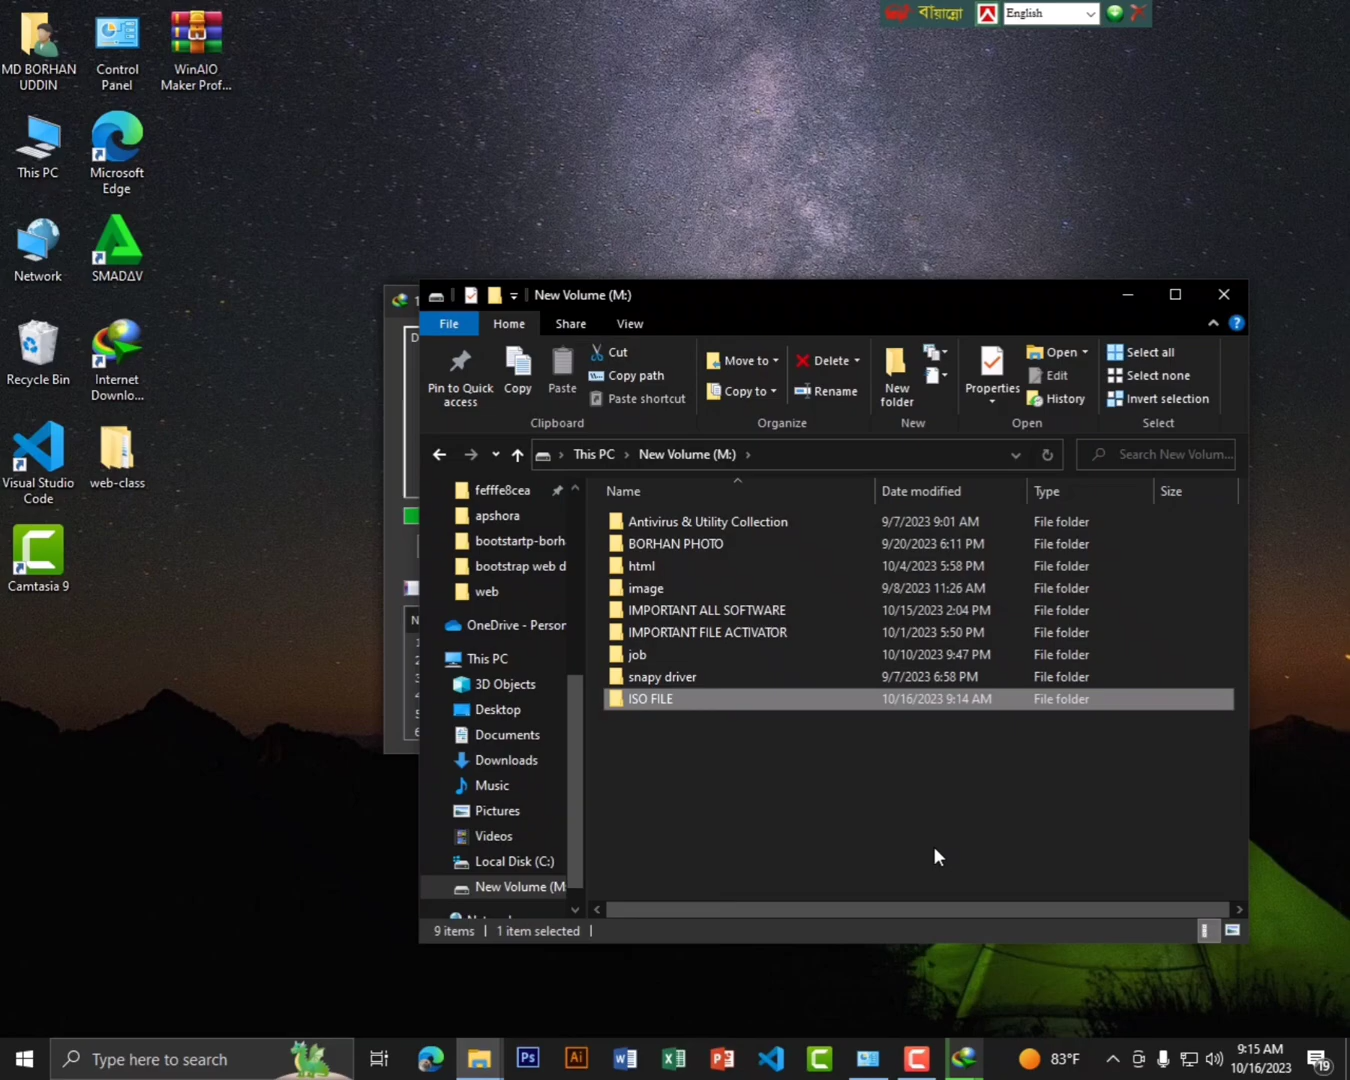 বাঁয়ান্নো
English
MD BORHAN
UDDIN
Control
Panel
WinAIO
Maker Prof...
This PC
Microsoft
Edge
Network
SMADΔV
Recycle Bin
Internet
Downlo...
Visual Studio
Code
web-class
Camtasia 9
New Volume (M:)
File
Home
Share
View
Pin to Quick
access
Copy
Paste
Cut
Copy path
Paste shortcut
Move to
Copy to
Delete
Rename
New
folder
Properties
Open
Edit
History
Select all
Select none
Invert selection
Clipboard
Organize
New
Open
Select
This PC
New Volume (M:)
Search New Volum...
fefffe8cea
apshora
bootstartp-borh
bootstrap web d
web
OneDrive - Person
This PC
3D Objects
Desktop
Documents
Downloads
Music
Pictures
Videos
Local Disk (C:)
New Volume (M
Name Date modified Type Size
Antivirus & Utility Collection 9/7/2023 9:01 AM File folder
BORHAN PHOTO 9/20/2023 6:11 PM File folder
html 10/4/2023 5:58 PM File folder
image 9/8/2023 11:26 AM File folder
IMPORTANT ALL SOFTWARE 10/15/2023 2:04 PM File folder
IMPORTANT FILE ACTIVATOR 10/1/2023 5:50 PM File folder
job 10/10/2023 9:47 PM File folder
snapy driver 9/7/2023 6:58 PM File folder
ISO FILE 10/16/2023 9:14 AM File folder
9 items 1 item selected
Type here to search
Ps
Ai
83°F
9:15 AM
10/16/2023
19